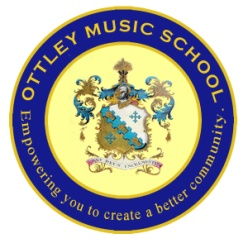 OTTLEY MUSIC SCHOOL
Empowering you to create a better community.